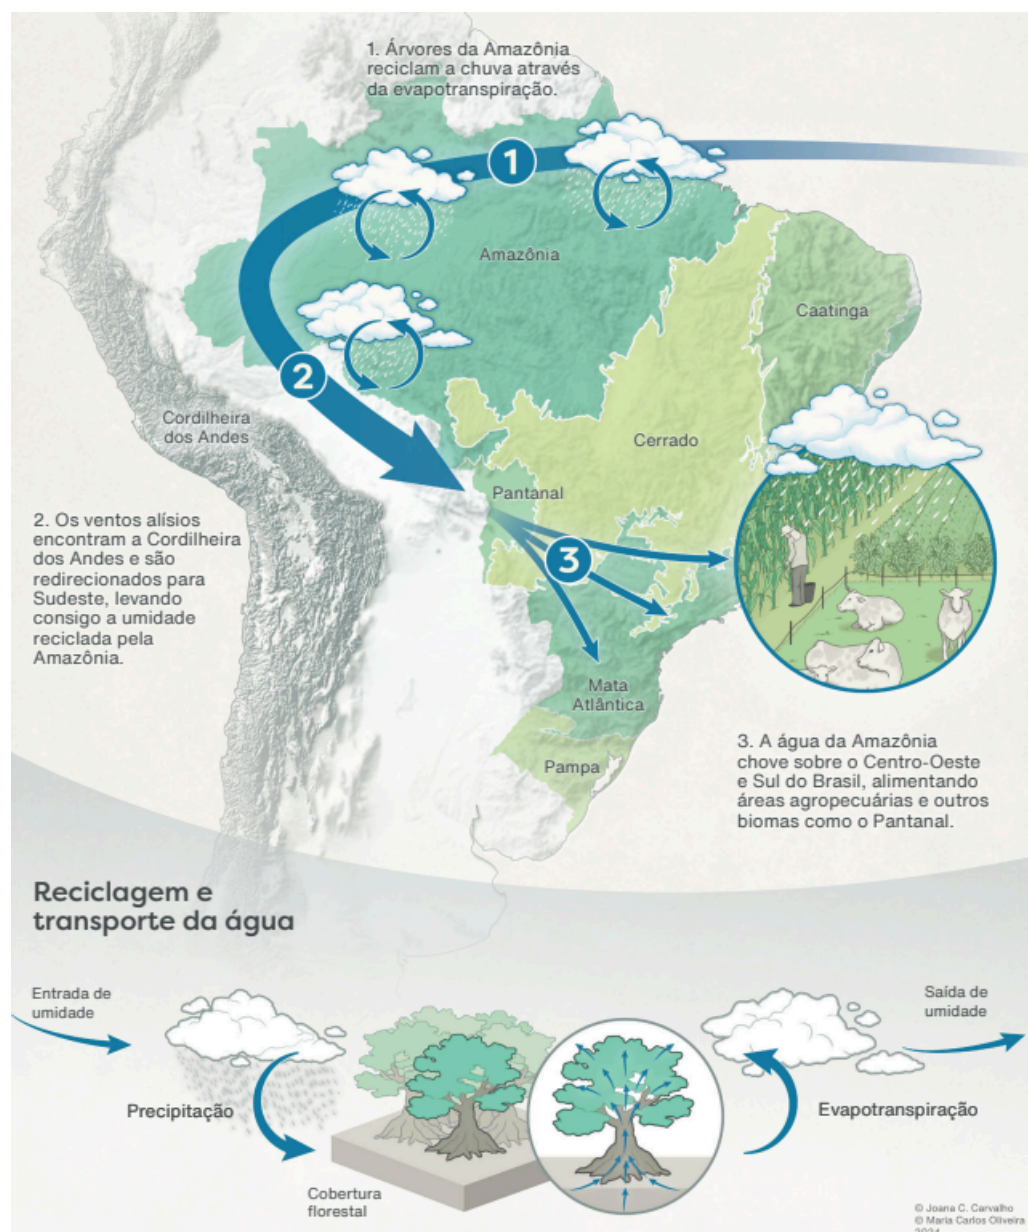 1. Árvores da Amazônia
reciclam a chuva através
da evapotranspiração.
1
Amazônia
Caatinga
2
Cordilheira
dos Andes
Cerrado
Pantanal
2. Os ventos alísios
encontram a Cordilheira
dos Andes e são
redirecionados para
Sudeste, levando
consigo a umidade
reciclada pela
Amazônia.
3
Mata
Atlântica
Pampa
3. A água da Amazônia
chove sobre o Centro-Oeste
e Sul do Brasil, alimentando
áreas agropecuárias e outros
biomas como o Pantanal.
Reciclagem e
transporte da água
Entrada de
umidade
Precipitação
Cobertura
florestal
Evapotranspiração
Saída de
umidade
© Joana C. Carvalho
© Maria Carlos Oliveira
2024